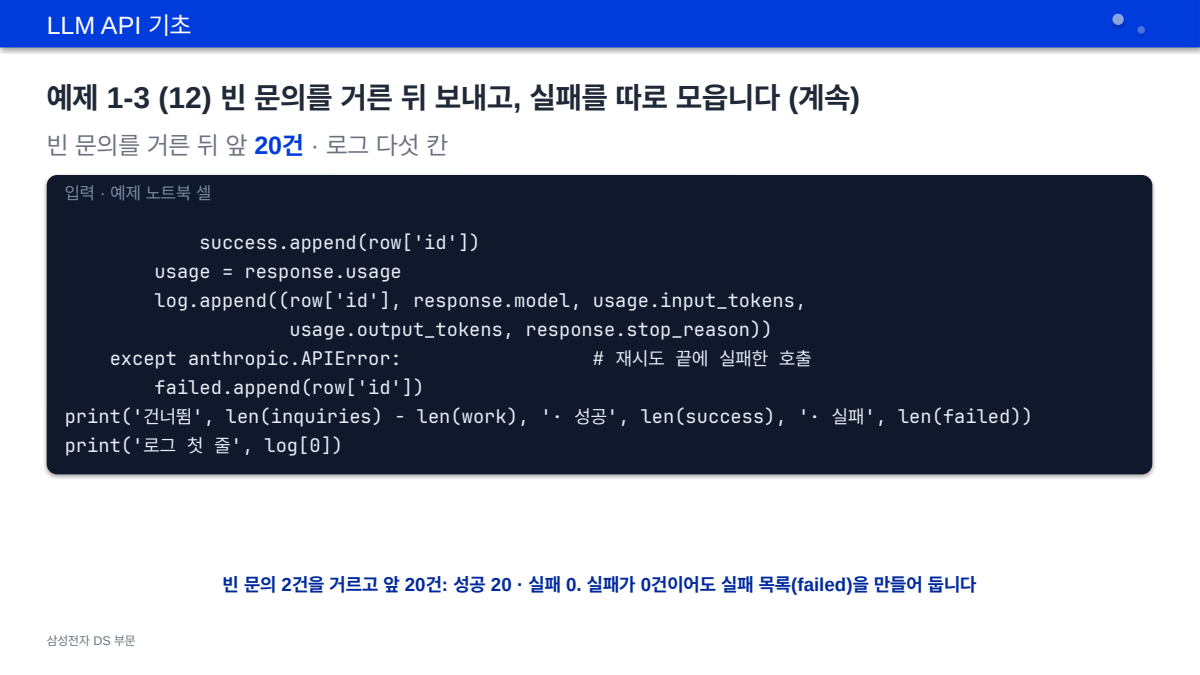 LLM API 기초
예제 1-3 (12) 빈 문의를 거른 뒤 보내고, 실패를 따로 모읍니다 (계속)
빈 문의를 거른 뒤 앞 20건 · 로그 다섯 칸
입력 · 예제 노트북 셀
            success.append(row['id'])
        usage = response.usage
        log.append((row['id'], response.model, usage.input_tokens,
                    usage.output_tokens, response.stop_reason))
    except anthropic.APIError:                 # 재시도 끝에 실패한 호출
        failed.append(row['id'])
print('건너뜀', len(inquiries) - len(work), '· 성공', len(success), '· 실패', len(failed))
print('로그 첫 줄', log[0])
빈 문의 2건을 거르고 앞 20건: 성공 20 · 실패 0. 실패가 0건이어도 실패 목록(failed)을 만들어 둡니다
삼성전자 DS 부문